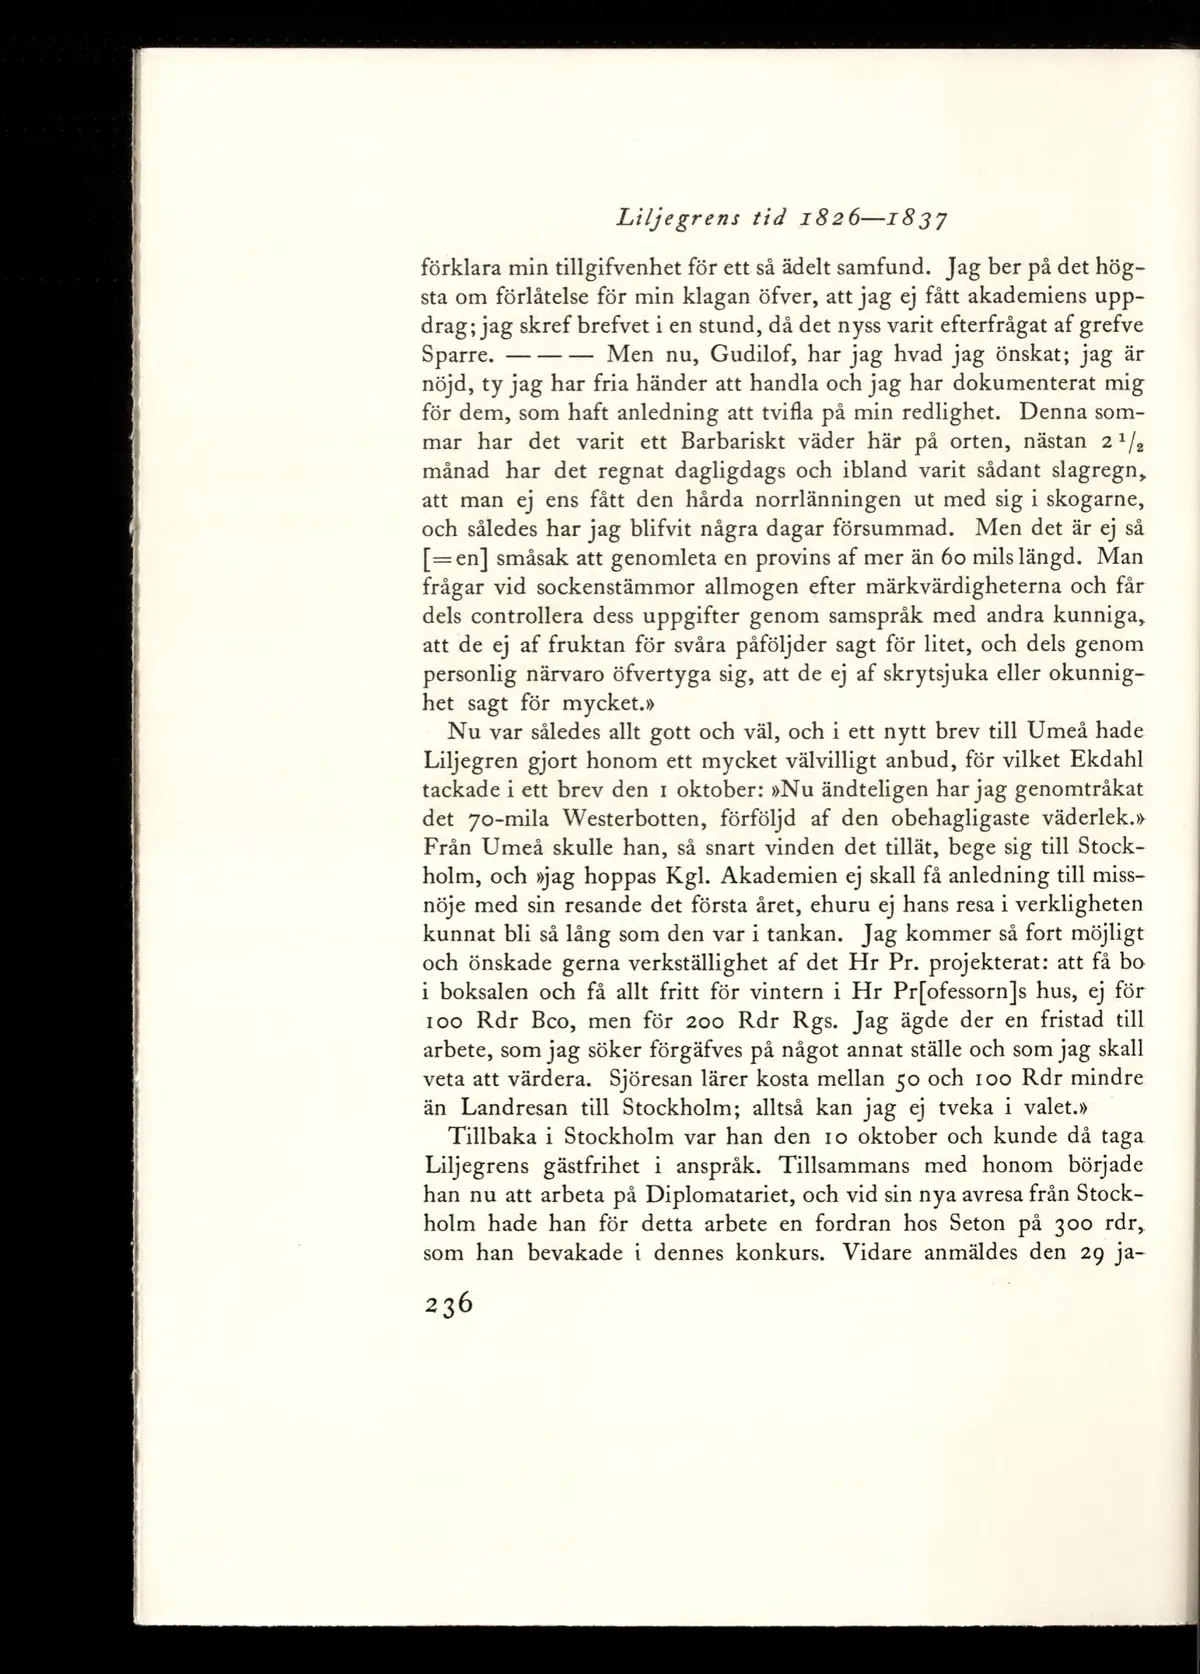 Liljegrens tid 1826—1837
förklara min tillgifvenhet för ett så ädelt samfund. Jag ber på det hög-
sta om förlåtelse för min klagan öfver, att jag ej fått akademiens upp-
drag; jag skref brefvet i en stund, då det nyss varit efterfrågat af grefve
Sparre. — — — Men nu, Gudilof, har jag hvad jag önskat; jag är
nöjd, ty jag har fria händer att handla och jag har dokumenterat mig
för dem, som haft anledning att tvifla på min redlighet. Denna som-
mar har det varit ett Barbariskt väder här på orten, nästan 2 1/2
månad har det regnat dagligdags och ibland varit sådant slagregn,
att man ej ens fått den hårda norrlänningen ut med sig i skogarne,
och således har jag blifvit några dagar försummad. Men det är ej så
[=en] småsak att genomleta en provins af mer än 60 mils längd. Man
frågar vid sockenstämmor allmogen efter märkvärdigheterna och får
dels controllera dess uppgifter genom samspråk med andra kunniga,
att de ej af fruktan för svåra påföljder sagt för litet, och dels genom
personlig närvaro öfvertyga sig, att de ej af skrytsjuka eller okunnig-
het sagt för mycket.»
Nu var således allt gott och väl, och i ett nytt brev till Umeå hade
Liljegren gjort honom ett mycket välvilligt anbud, för vilket Ekdahl
tackade i ett brev den 1 oktober: »Nu ändteligen har jag genomtråkat
det 70-mila Westerbotten, förföljd af den obehagligaste väderlek.»
Från Umeå skulle han, så snart vinden det tillät, bege sig till Stock-
holm, och »jag hoppas Kgl. Akademien ej skall få anledning till miss-
nöje med sin resande det första året, ehuru ej hans resa i verkligheten
kunnat bli så lång som den var i tankan. Jag kommer så fort möjligt
och önskade gerna verkställighet af det Hr Pr. projekterat: att få bo
i boksalen och få allt fritt för vintern i Hr Pr[ofessorn]s hus, ej för
100 Rdr Bco, men för 200 Rdr Rgs. Jag ägde der en fristad till
arbete, som jag söker förgäfves på något annat ställe och som jag skall
veta att värdera. Sjöresan lärer kosta mellan 50 och 100 Rdr mindre
än Landresan till Stockholm; alltså kan jag ej tveka i valet.»
Tillbaka i Stockholm var han den 10 oktober och kunde då taga
Liljegrens gästfrihet i anspråk. Tillsammans med honom började
han nu att arbeta på Diplomatariet, och vid sin nya avresa från Stock-
holm hade han för detta arbete en fordran hos Seton på 300 rdr,
som han bevakade i dennes konkurs. Vidare anmäldes den 29 ja-
236